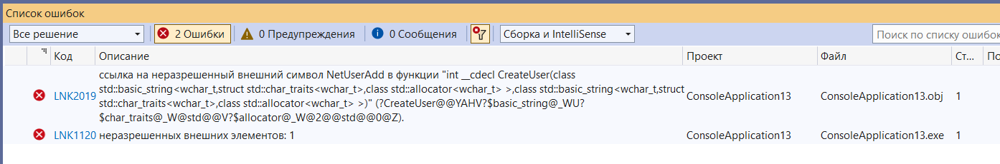 Список ошибок
Все решение 2 Ошибки 0 Предупреждения 0 Сообщения Сборка и IntelliSense Поиск по списку ошибок
Код Описание Проект Файл Ст... По
LNK2019 ссылка на неразрешенный внешний символ NetUserAdd в функции "int __cdecl CreateUser(class
std::basic_string<wchar_t,struct std::char_traits<wchar_t>,class std::allocator<wchar_t> >,class std::basic_string<wchar_t,struct
std::char_traits<wchar_t>,class std::allocator<wchar_t> >)" (?CreateUser@@YAHV?$basic_string@_WU?
$char_traits@_W@std@@V?$allocator@_W@2@@std@@0@Z).
ConsoleApplication13 ConsoleApplication13.obj 1
LNK1120 неразрешенных внешних элементов: 1 ConsoleApplication13 ConsoleApplication13.exe 1